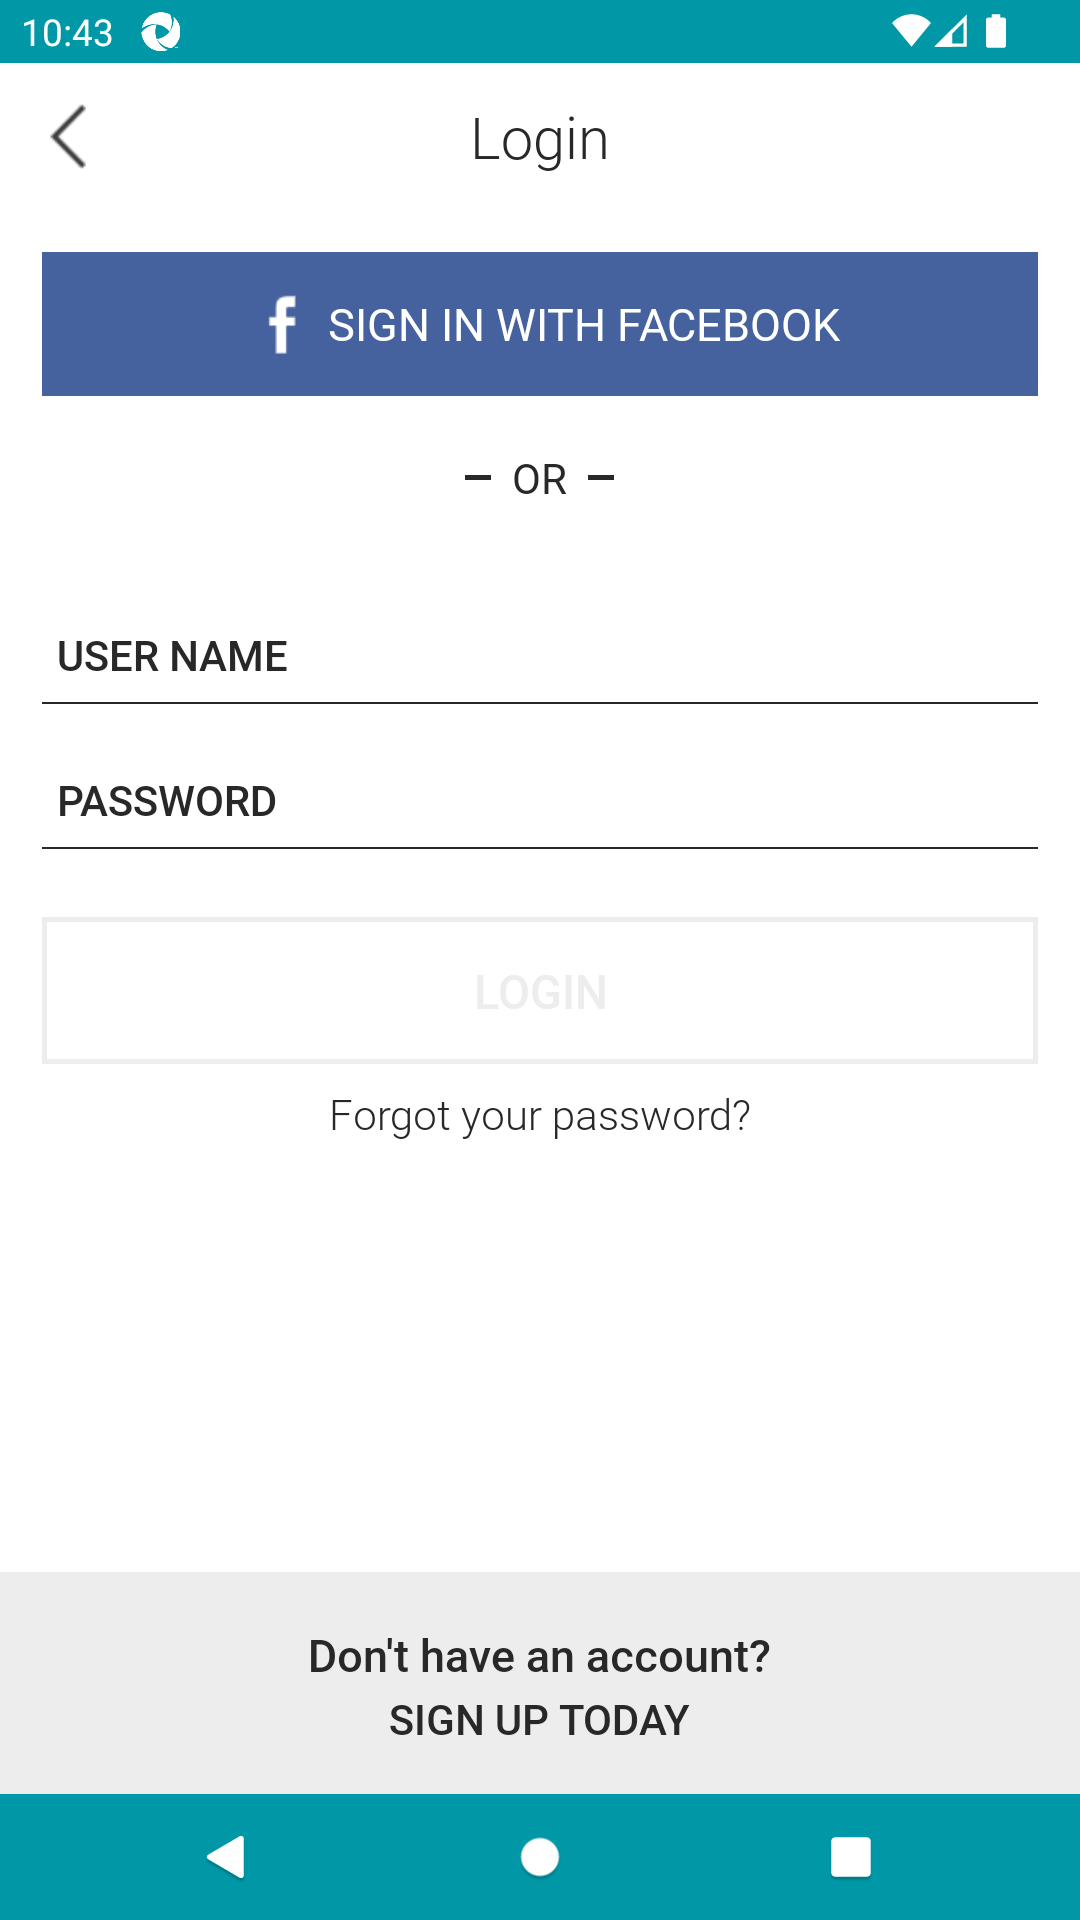 10:43
Login
f SIGN IN WITH FACEBOOK
– OR –
USER NAME
PASSWORD
LOGIN
Forgot your password?
Don't have an account?
SIGN UP TODAY